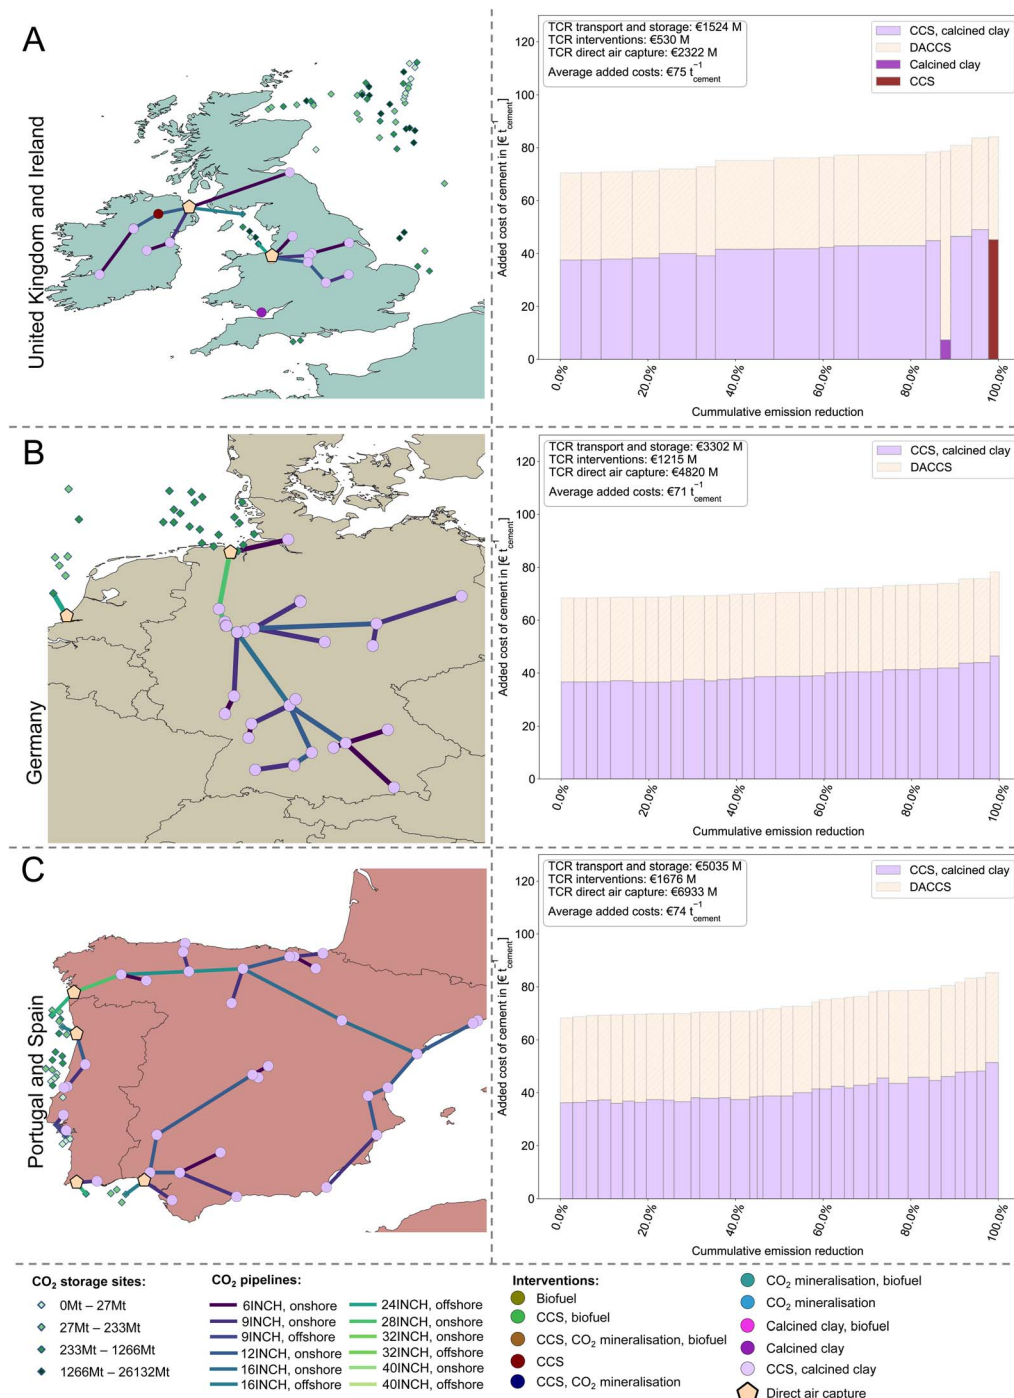 A
United Kingdom and Ireland
TCR transport and storage: €1524 M
TCR interventions: €530 M
TCR direct air capture: €2322 M
Average added costs: €75 t⁻¹cement
CCS, calcined clay
DACCS
Calcined clay
CCS
Added cost of cement in [€ t⁻¹cement]
120
100
80
60
40
20
0
0.0%
20.0%
40.0%
60.0%
80.0%
100.0%
Cummulative emission reduction
B
Germany
TCR transport and storage: €3302 M
TCR interventions: €1215 M
TCR direct air capture: €4820 M
Average added costs: €71 t⁻¹cement
CCS, calcined clay
DACCS
Added cost of cement in [€ t⁻¹cement]
120
100
80
60
40
20
0
0.0%
20.0%
40.0%
60.0%
80.0%
100.0%
Cummulative emission reduction
C
Portugal and Spain
TCR transport and storage: €5035 M
TCR interventions: €1676 M
TCR direct air capture: €6933 M
Average added costs: €74 t⁻¹cement
CCS, calcined clay
DACCS
Added cost of cement in [€ t⁻¹cement]
120
100
80
60
40
20
0
0.0%
20.0%
40.0%
60.0%
80.0%
100.0%
Cummulative emission reduction
CO₂ storage sites:
0Mt – 27Mt
27Mt – 233Mt
233Mt – 1266Mt
1266Mt – 26132Mt
CO₂ pipelines:
6INCH, onshore
9INCH, onshore
9INCH, offshore
12INCH, onshore
16INCH, onshore
16INCH, offshore
24INCH, offshore
28INCH, onshore
32INCH, onshore
32INCH, offshore
40INCH, onshore
40INCH, offshore
Interventions:
Biofuel
CCS, biofuel
CCS, CO₂ mineralisation, biofuel
CCS
CCS, CO₂ mineralisation
CO₂ mineralisation, biofuel
CO₂ mineralisation
Calcined clay, biofuel
Calcined clay
CCS, calcined clay
Direct air capture